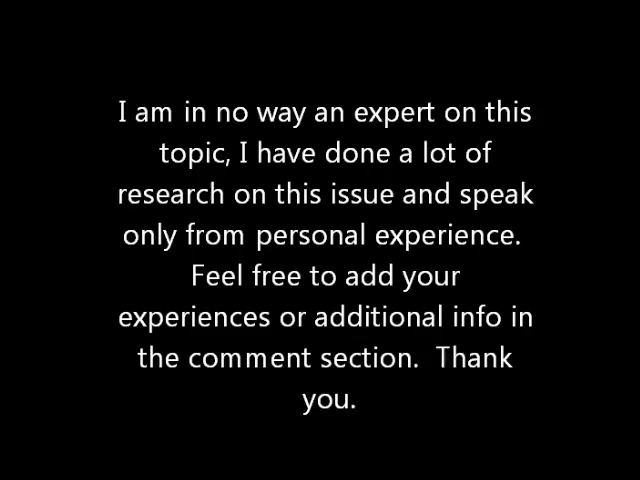 I am in no way an expert on this
topic, I have done a lot of
research on this issue and speak
only from personal experience.
Feel free to add your
experiences or additional info in
the comment section.  Thank
you.